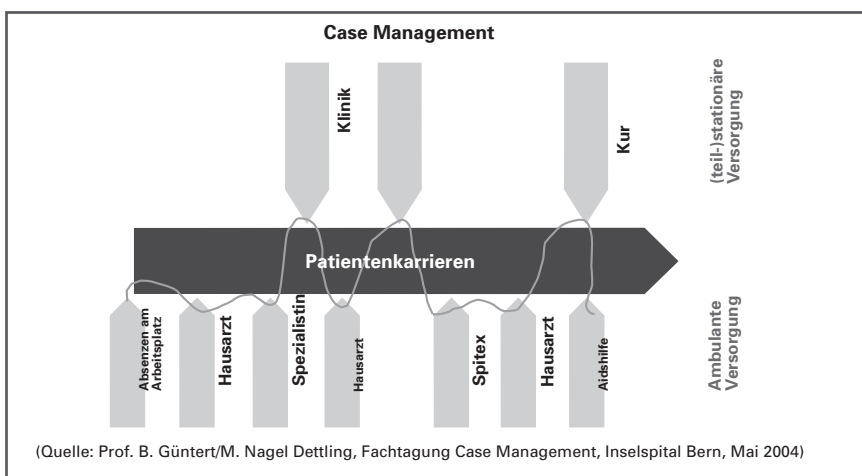 Case Management
Klinik
Kur
(teil-)stationäre
Versorgung
Patientenkarrieren
Absenzen am
Arbeitsplatz
Hausarzt
Spezialistin
Hausarzt
Spitex
Hausarzt
Aidshilfe
Ambulante
Versorgung
(Quelle: Prof. B. Güntert/M. Nagel Dettling, Fachtagung Case Management, Inselspital Bern, Mai 2004)